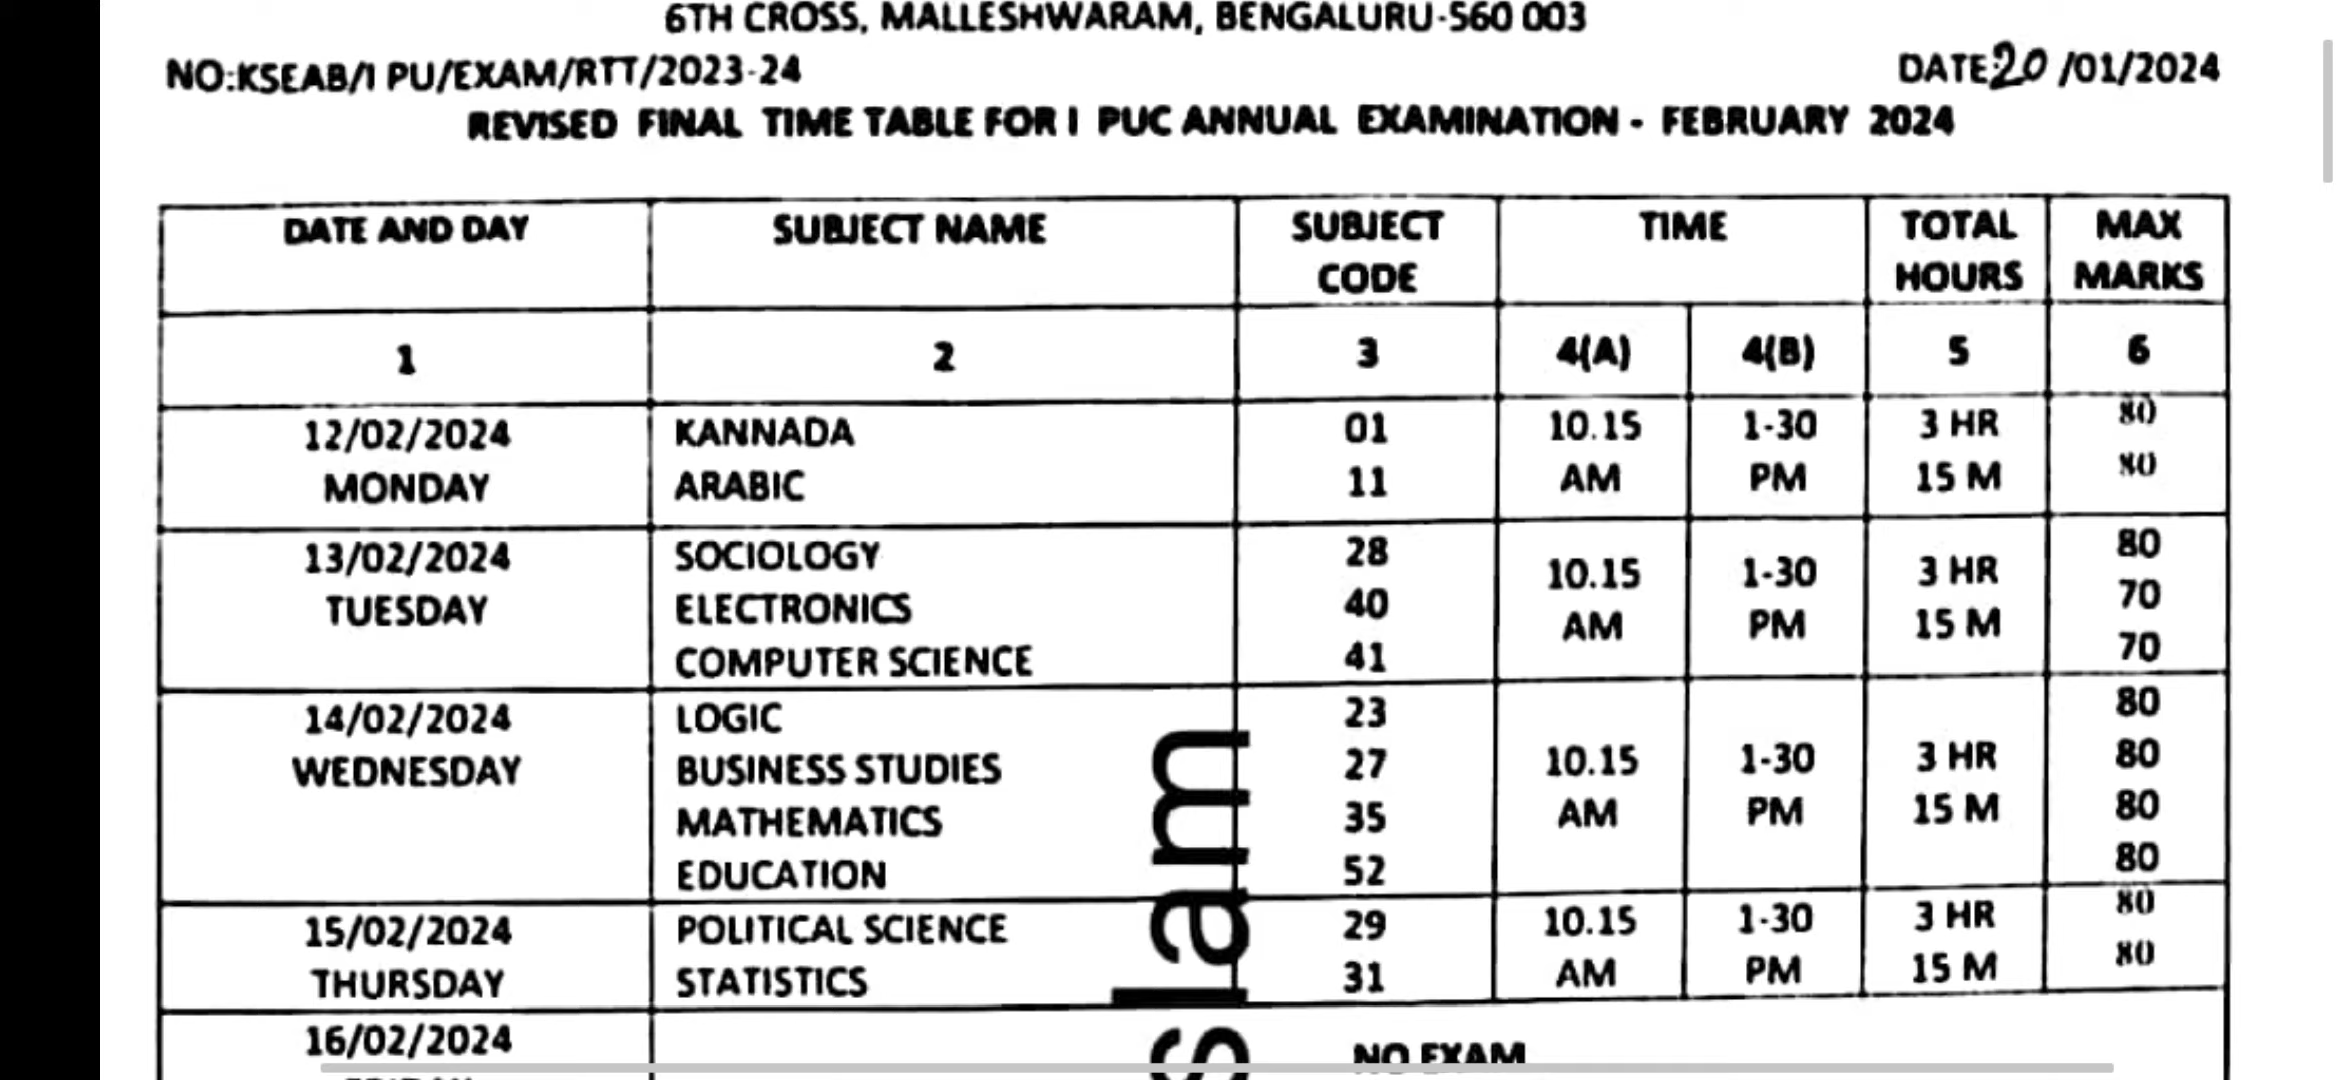 6TH CROSS, MALLESHWARAM, BENGALURU-560 003
NO:KSEAB/I PU/EXAM/RTT/2023-24 DATE:20/01/2024
REVISED FINAL TIME TABLE FOR I PUC ANNUAL EXAMINATION - FEBRUARY 2024
DATE AND DAY SUBJECT NAME SUBJECT CODE TIME TOTAL HOURS MAX MARKS
1 2 3 4(A) 4(B) 5 6
12/02/2024 KANNADA 01 10.15 1-30 3 HR 80
MONDAY ARABIC 11 AM PM 15 M 80
13/02/2024 SOCIOLOGY 28 10.15 1-30 3 HR 80
TUESDAY ELECTRONICS 40 AM PM 15 M 70
COMPUTER SCIENCE 41 70
14/02/2024 LOGIC 23 80
WEDNESDAY BUSINESS STUDIES 27 10.15 1-30 3 HR 80
MATHEMATICS 35 AM PM 15 M 80
EDUCATION 52 80
15/02/2024 POLITICAL SCIENCE 29 10.15 1-30 3 HR 80
THURSDAY STATISTICS 31 AM PM 15 M 80
16/02/2024 NO EXAM
FRIDAY
slam